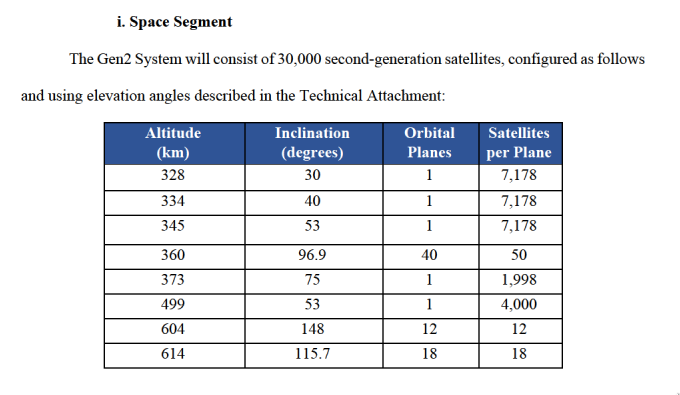 i. Space Segment
The Gen2 System will consist of 30,000 second-generation satellites, configured as follows
and using elevation angles described in the Technical Attachment:
Altitude (km) Inclination (degrees) Orbital Planes Satellites per Plane
328 30 1 7,178
334 40 1 7,178
345 53 1 7,178
360 96.9 40 50
373 75 1 1,998
499 53 1 4,000
604 148 12 12
614 115.7 18 18